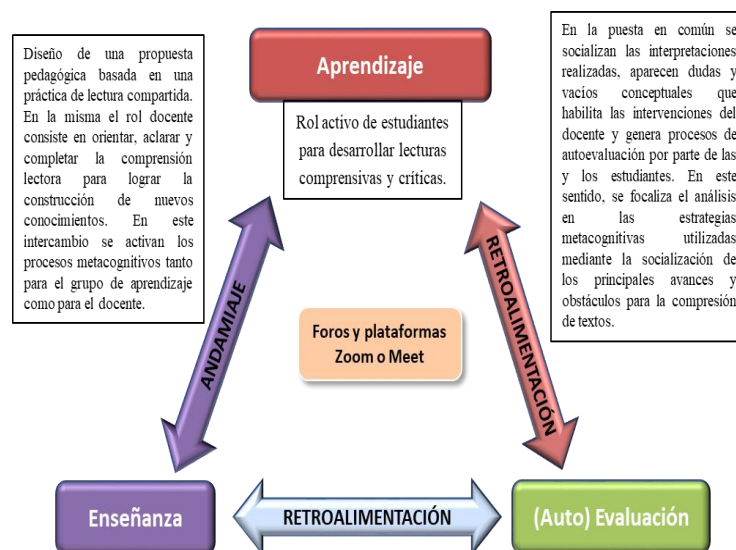 Diseño de una propuesta
pedagógica basada en una
práctica de lectura compartida.
En la misma el rol docente
consiste en orientar, aclarar y
completar la comprensión
lectora para lograr la
construcción de nuevos
conocimientos. En este
intercambio se activan los
procesos metacognitivos tanto
para el grupo de aprendizaje
como para el docente.
Aprendizaje
Rol activo de estudiantes
para desarrollar lecturas
comprensivas y críticas.
En la puesta en común se
socializan las interpretaciones
realizadas, aparecen dudas y
vacíos conceptuales que
habilita las intervenciones del
docente y genera procesos de
autoevaluación por parte de las
y los estudiantes. En este
sentido, se focaliza el análisis
en las estrategias
metacognitivas utilizadas
mediante la socialización de
los principales avances y
obstáculos para la compresión
de textos.
ANDAMIAJE
RETROALIMENTACIÓN
Foros y plataformas
Zoom o Meet
Enseñanza
RETROALIMENTACIÓN
(Auto) Evaluación